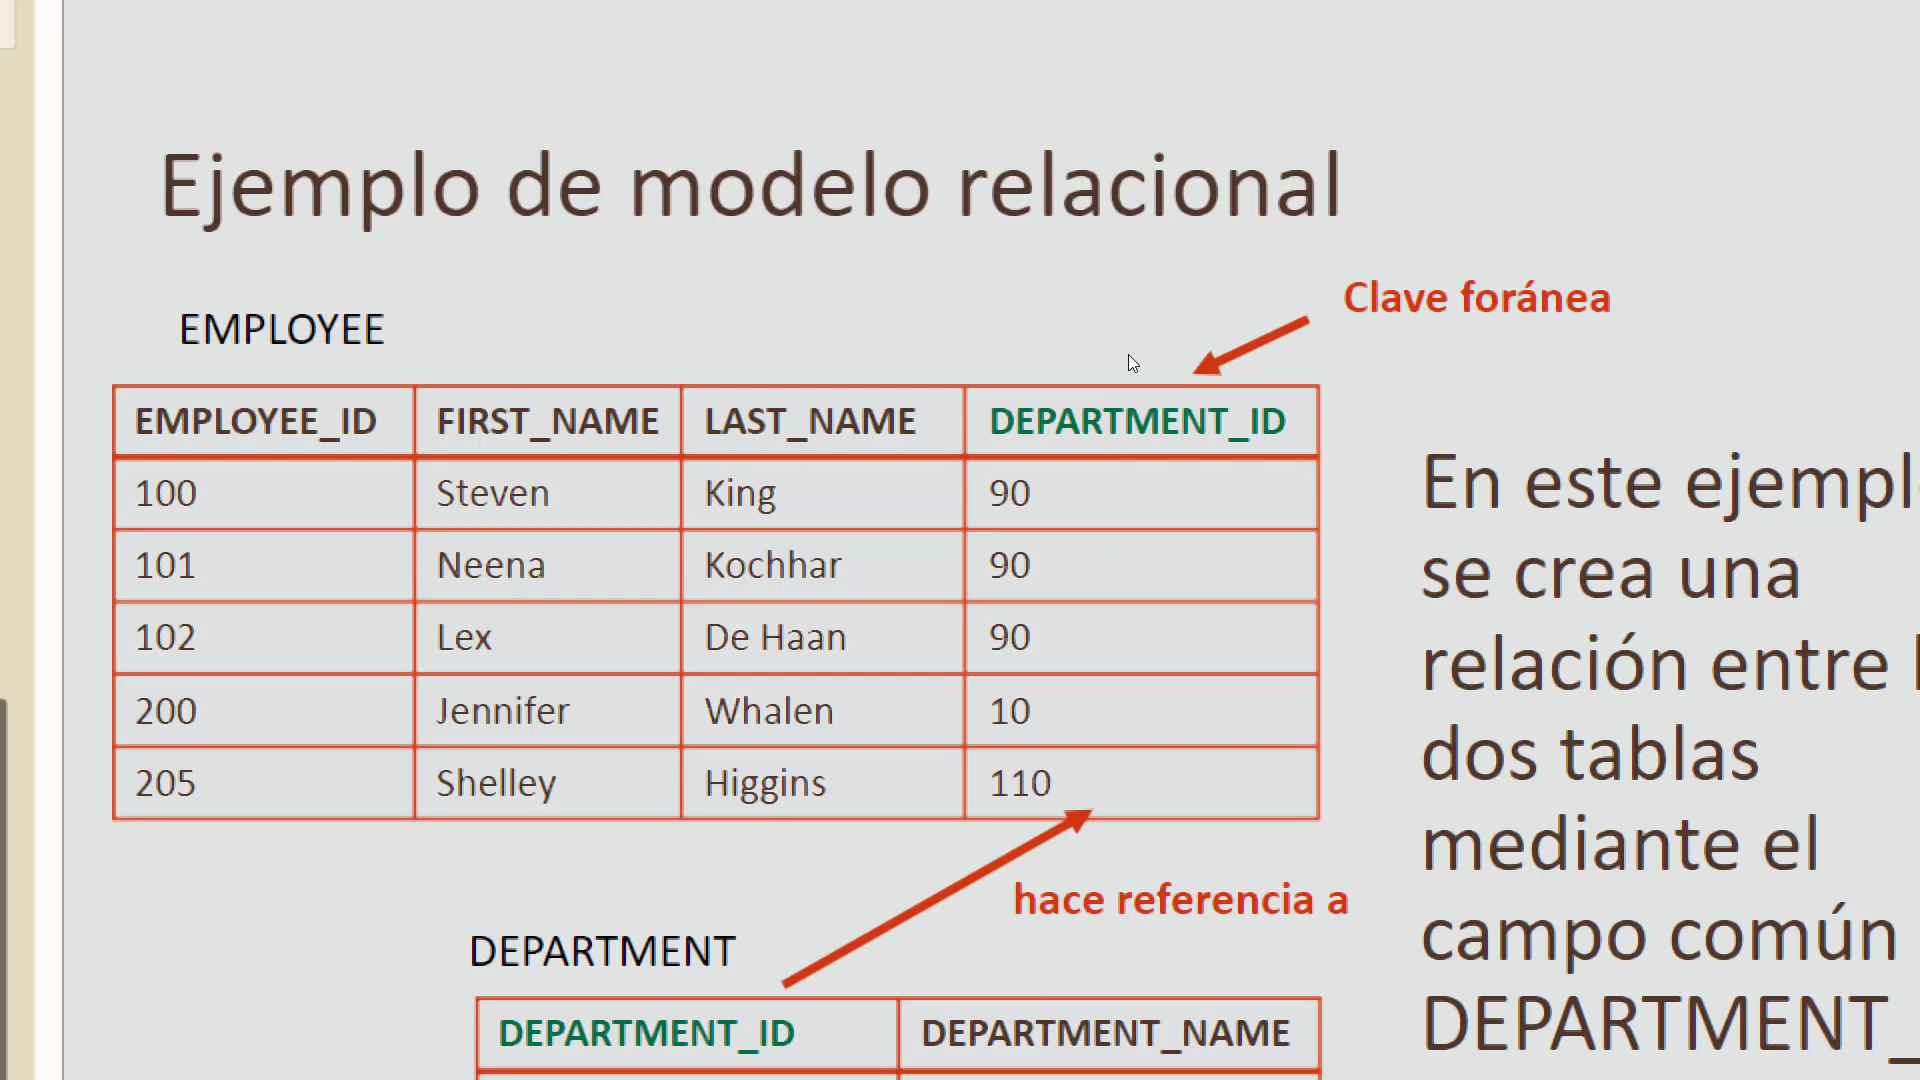 Ejemplo de modelo relacional
Clave foránea
EMPLOYEE
EMPLOYEE_ID FIRST_NAME LAST_NAME DEPARTMENT_ID
100 Steven King 90
101 Neena Kochhar 90
102 Lex De Haan 90
200 Jennifer Whalen 10
205 Shelley Higgins 110
hace referencia a
DEPARTMENT
DEPARTMENT_ID DEPARTMENT_NAME
En este ejempl
se crea una
relación entre
dos tablas
mediante el
campo común
DEPARTMENT_